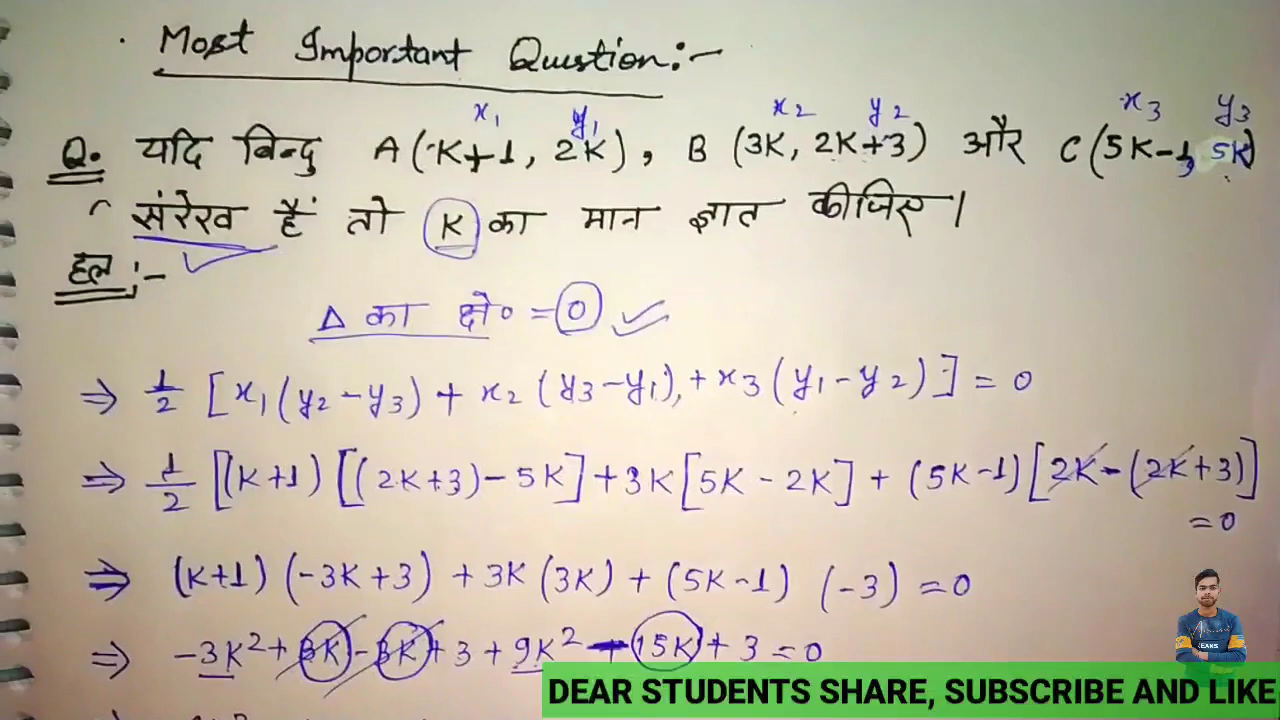 Most Important Question:-
x₁ y₁ x₂ y₂ x₃ y₃
Q. यदि बिन्दु A(K+1, 2K), B (3K, 2K+3) और C(5K-1, 5K)
संरेख हैं तो K का मान ज्ञात कीजिए।
हल :-
Δ का क्षे० = 0
⇒ 1/2 [x₁(y₂-y₃) + x₂(y₃-y₁) + x₃(y₁-y₂)] = 0
⇒ 1/2 [(K+1) [(2K+3)-5K] + 3K[5K-2K] + (5K-1) [2K-(2K+3)]
= 0
⇒ (K+1) (-3K+3) + 3K (3K) + (5K-1) (-3) = 0
⇒ -3K² + 3K - 3K + 3 + 9K² - 15K + 3 = 0
DEAR STUDENTS SHARE, SUBSCRIBE AND LIKE